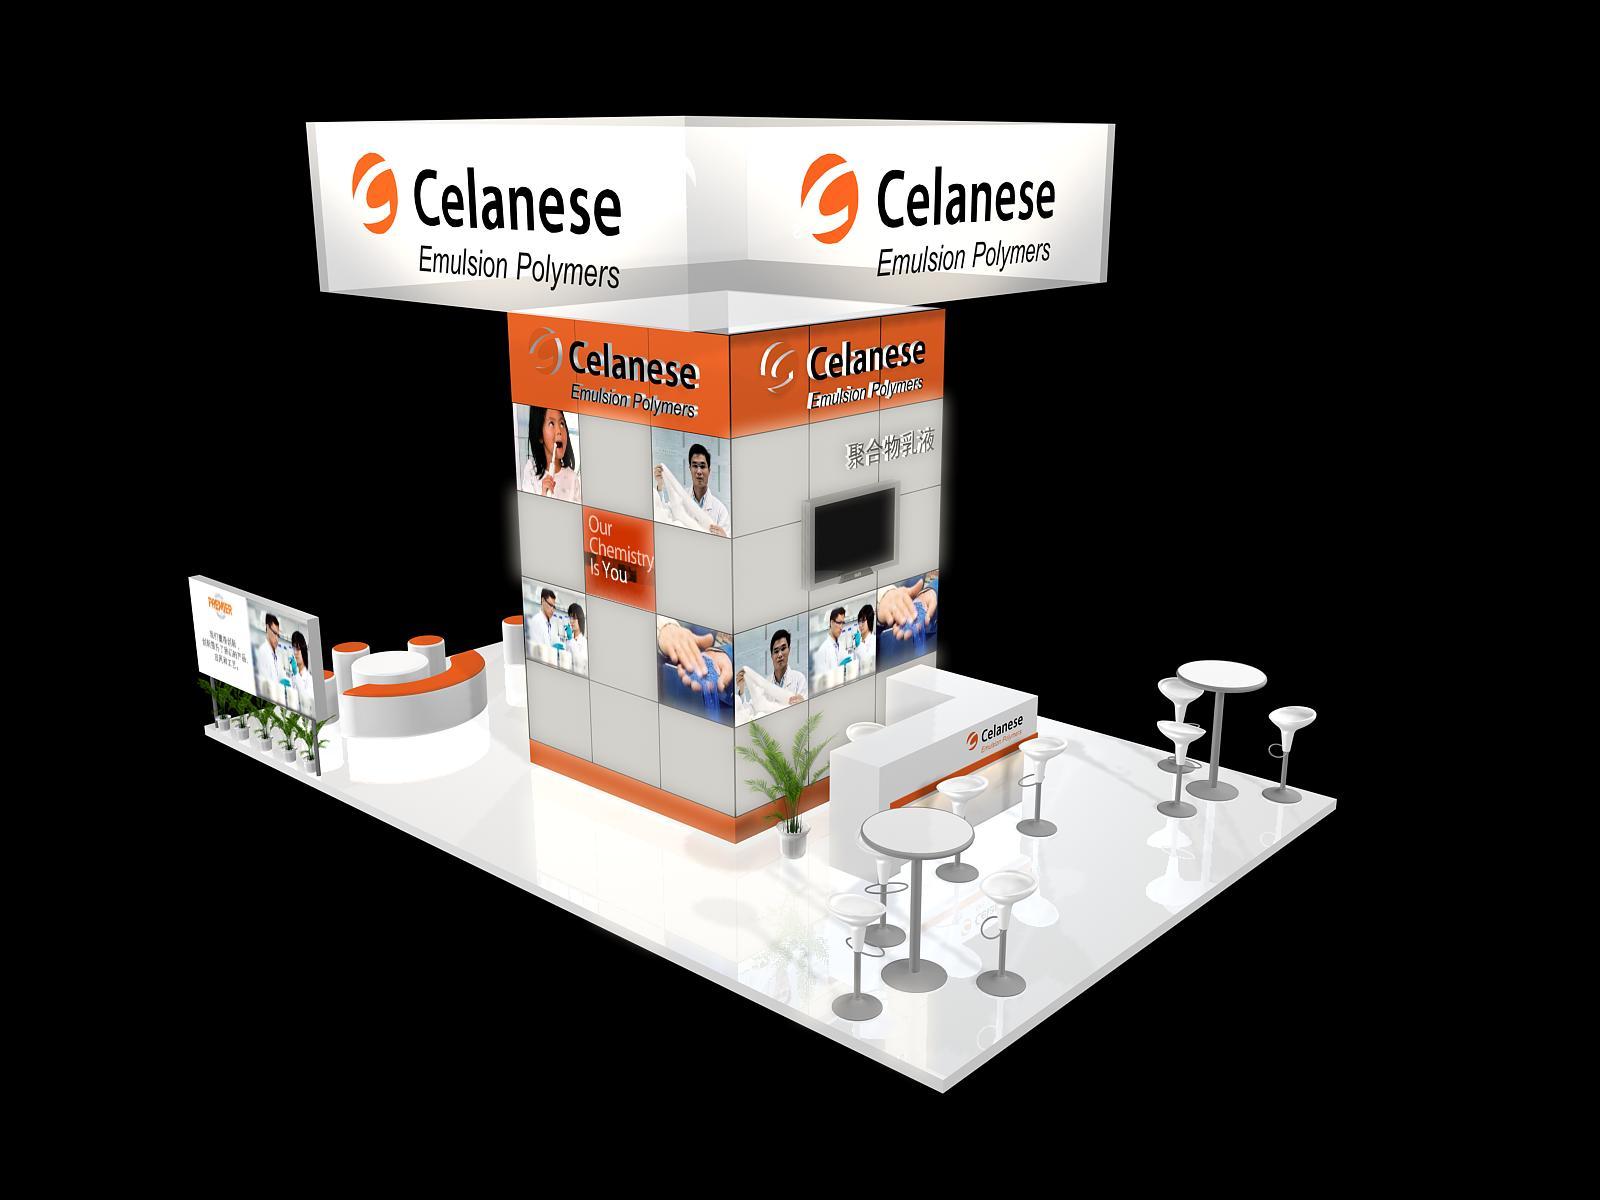 Celanese
Emulsion Polymers
Celanese
Emulsion Polymers
Celanese
Emulsion Polymers
Celanese
Emulsion Polymers
聚合物乳液
Our
Chemistry
Is You
PREMIER
Celanese
Emulsion Polymers